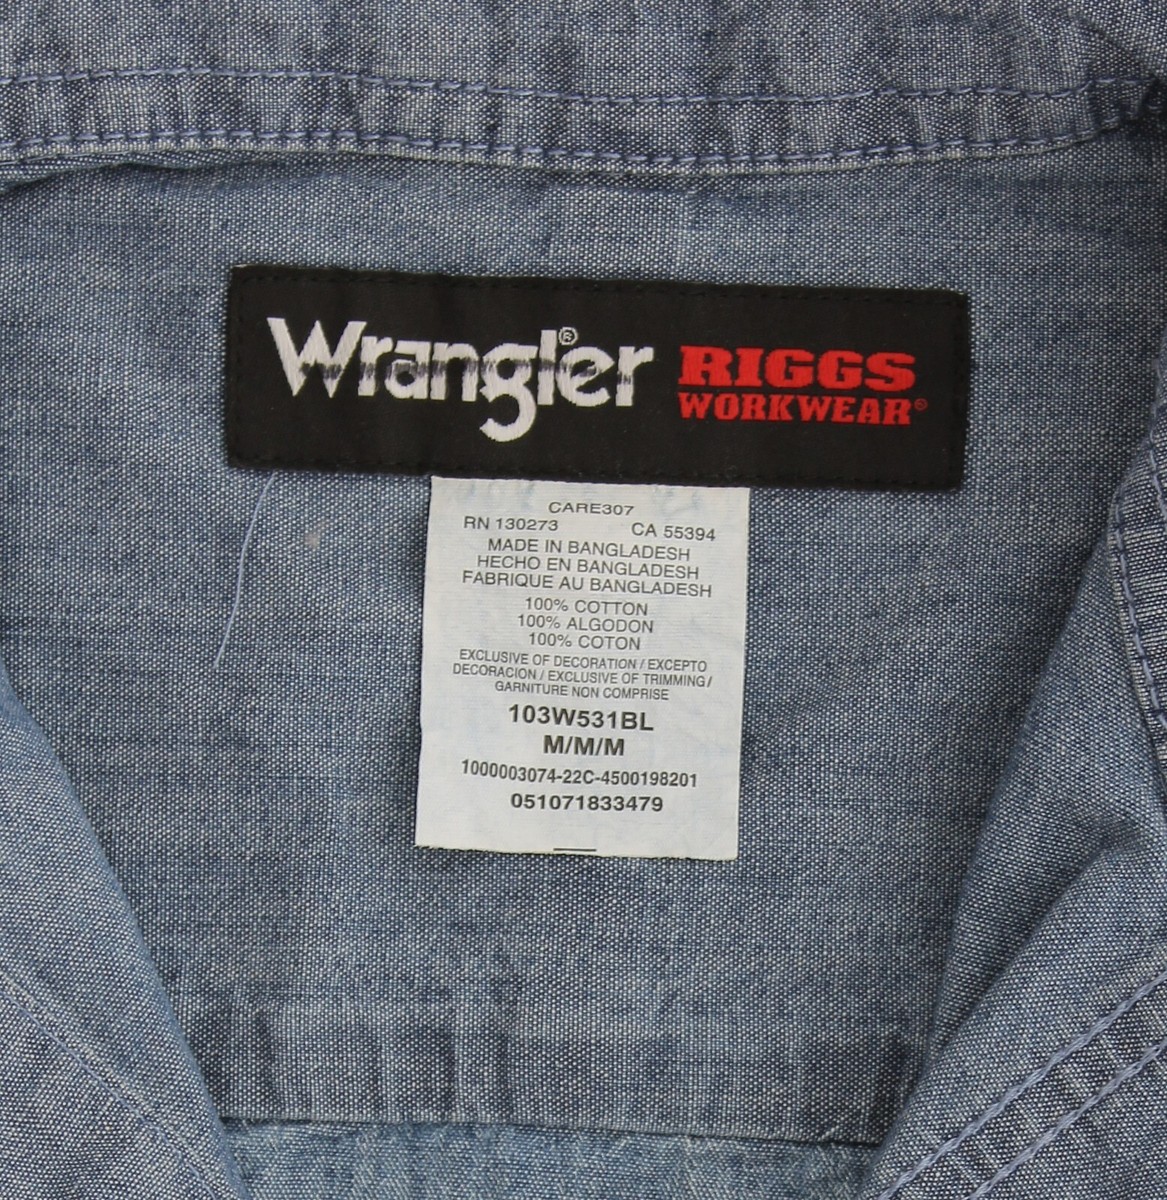 Wrangler® RIGGS
WORKWEAR®
CARE307
RN 130273 CA 55394
MADE IN BANGLADESH
HECHO EN BANGLADESH
FABRIQUE AU BANGLADESH
100% COTTON
100% ALGODON
100% COTON
EXCLUSIVE OF DECORATION / EXCEPTO
DECORACION / EXCLUSIVE OF TRIMMING /
GARNITURE NON COMPRISE
103W531BL
M/M/M
1000003074-22C-4500198201
051071833479